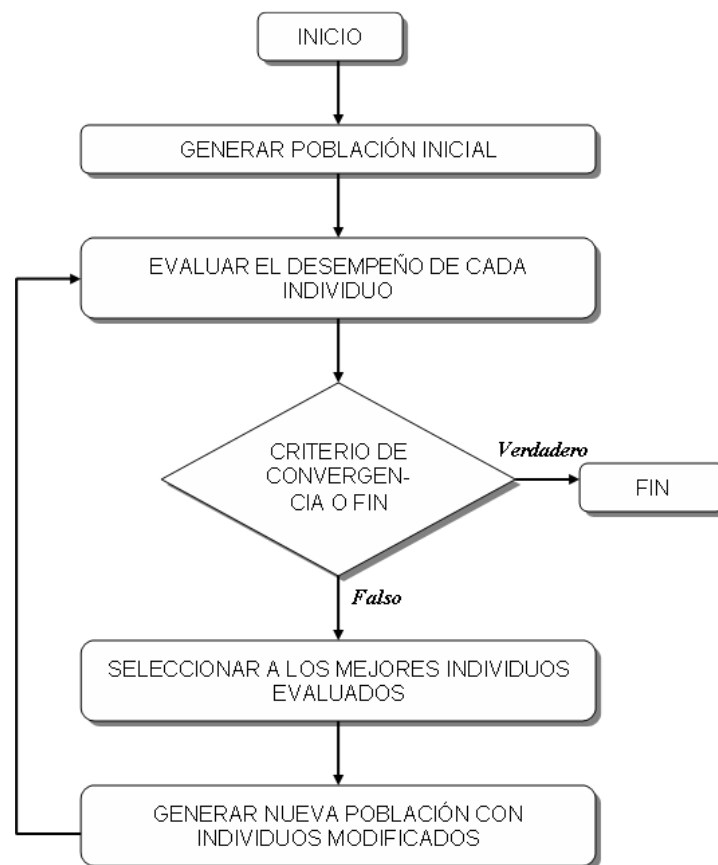 INICIO
GENERAR POBLACIÓN INICIAL
EVALUAR EL DESEMPEÑO DE CADA
INDIVIDUO
CRITERIO DE
CONVERGEN-
CIA O FIN
Verdadero
FIN
Falso
SELECCIONAR A LOS MEJORES INDIVIDUOS
EVALUADOS
GENERAR NUEVA POBLACIÓN CON
INDIVIDUOS MODIFICADOS